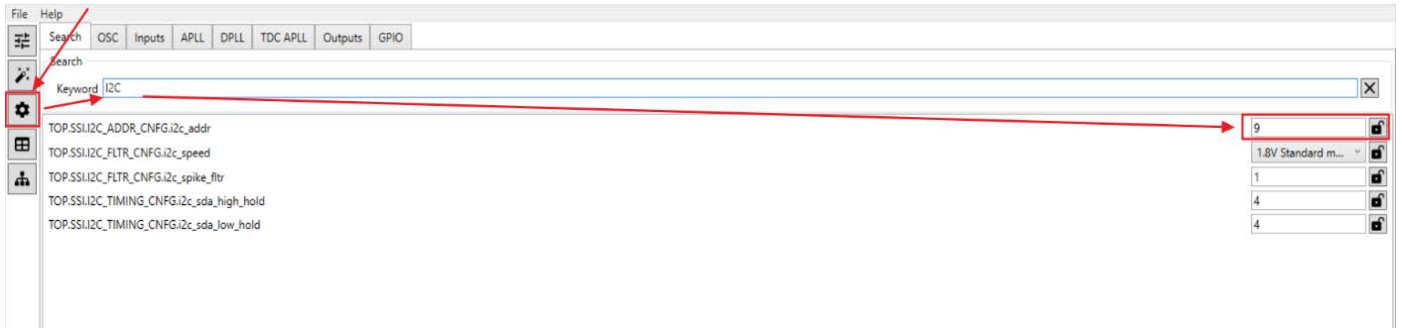 File Help
Search OSC Inputs APLL DPLL TDC APLL Outputs GPIO
Search
Keyword I2C
TOP.SSI.I2C_ADDR_CNFG.i2c_addr 9
TOP.SSI.I2C_FLTR_CNFG.i2c_speed 1.8V Standard m...
TOP.SSI.I2C_FLTR_CNFG.i2c_spike_fltr 1
TOP.SSI.I2C_TIMING_CNFG.i2c_sda_high_hold 4
TOP.SSI.I2C_TIMING_CNFG.i2c_sda_low_hold 4